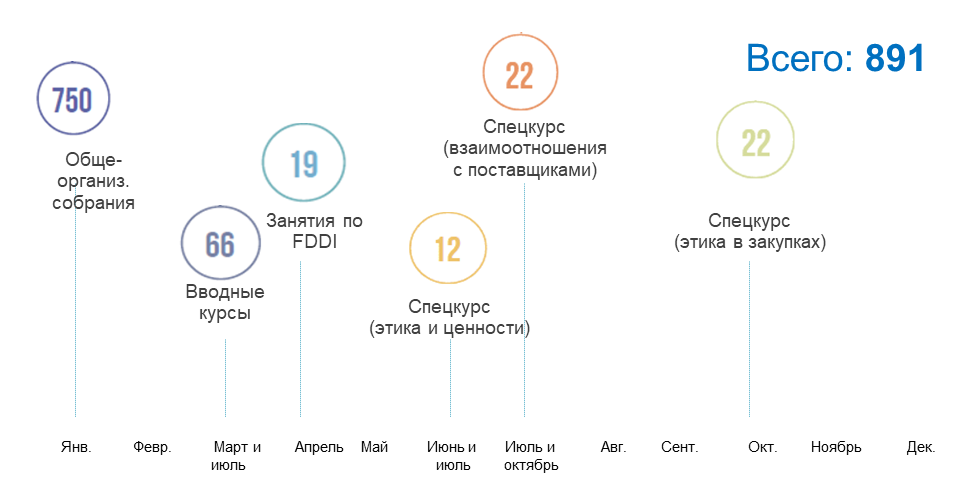 Всего: 891
750
Обще-
организ.
собрания
66
Вводные
курсы
19
Занятия по
FDDI
12
Спецкурс
(этика и ценности)
22
Спецкурс
(взаимоотношения
с поставщиками)
22
Спецкурс
(этика в закупках)
Янв.
Февр.
Март и
июль
Апрель
Май
Июнь и
июль
Июль и
октябрь
Авг.
Сент.
Окт.
Ноябрь
Дек.